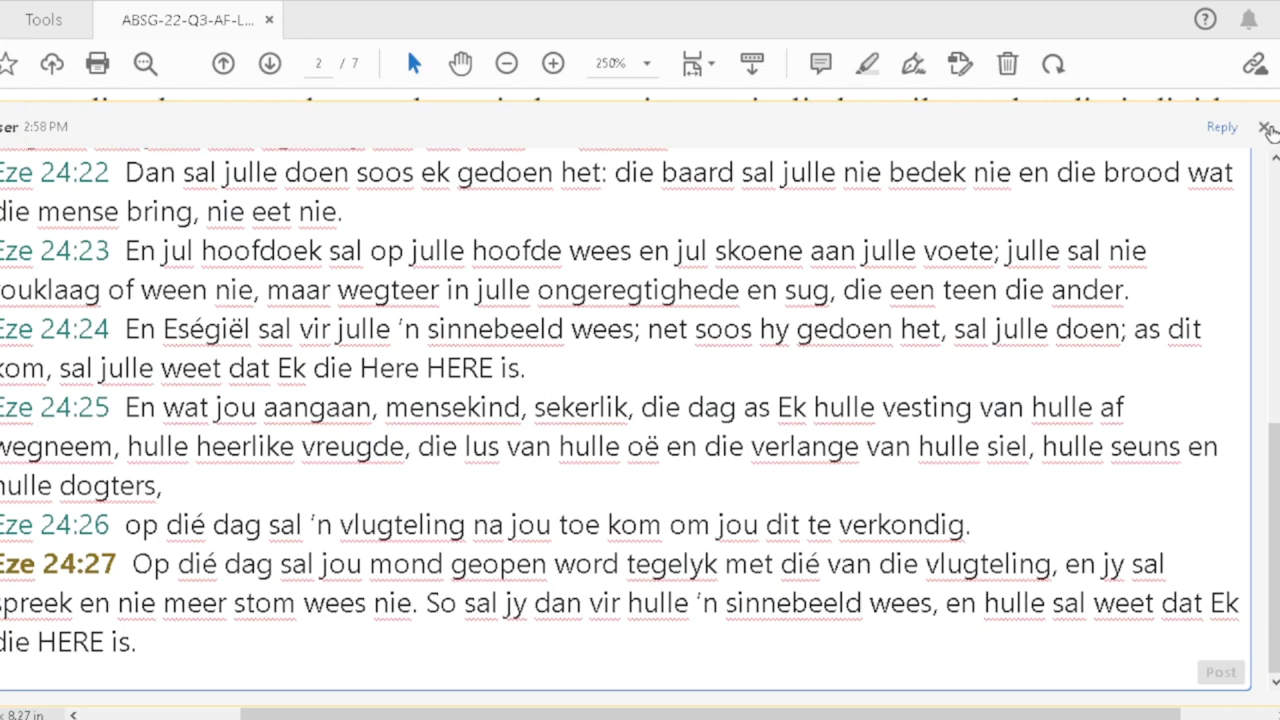 Tools ABSG-22-Q3-AF-L... ×
2 / 7 250%
ser 2:58 PM Reply
Eze 24:22 Dan sal julle doen soos ek gedoen het: die baard sal julle nie bedek nie en die brood wat
die mense bring, nie eet nie.
Eze 24:23 En jul hoofdoek sal op julle hoofde wees en jul skoene aan julle voete; julle sal nie
rouklaag of ween nie, maar wegteer in julle ongeregtighede en sug, die een teen die ander.
Eze 24:24 En Eségiël sal vir julle ’n sinnebeeld wees; net soos hy gedoen het, sal julle doen; as dit
kom, sal julle weet dat Ek die Here HERE is.
Eze 24:25 En wat jou aangaan, mensekind, sekerlik, die dag as Ek hulle vesting van hulle af
wegneem, hulle heerlike vreugde, die lus van hulle oë en die verlange van hulle siel, hulle seuns en
hulle dogters,
Eze 24:26 op dié dag sal ’n vlugteling na jou toe kom om jou dit te verkondig.
Eze 24:27 Op dié dag sal jou mond geopen word tegelyk met dié van die vlugteling, en jy sal
spreek en nie meer stom wees nie. So sal jy dan vir hulle ’n sinnebeeld wees, en hulle sal weet dat Ek
die HERE is.
Post
x 8,27 in